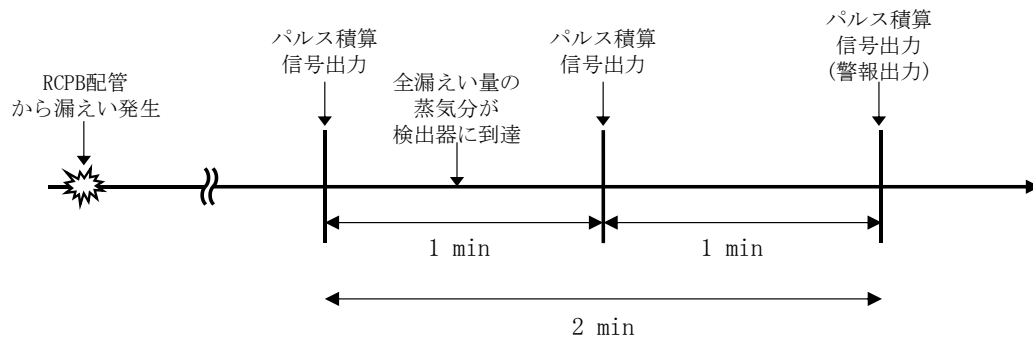 RCPB配管
から漏えい発生
パルス積算
信号出力
全漏えい量の
蒸気分が
検出器に到達
パルス積算
信号出力
パルス積算
信号出力
(警報出力)
1 min
1 min
2 min